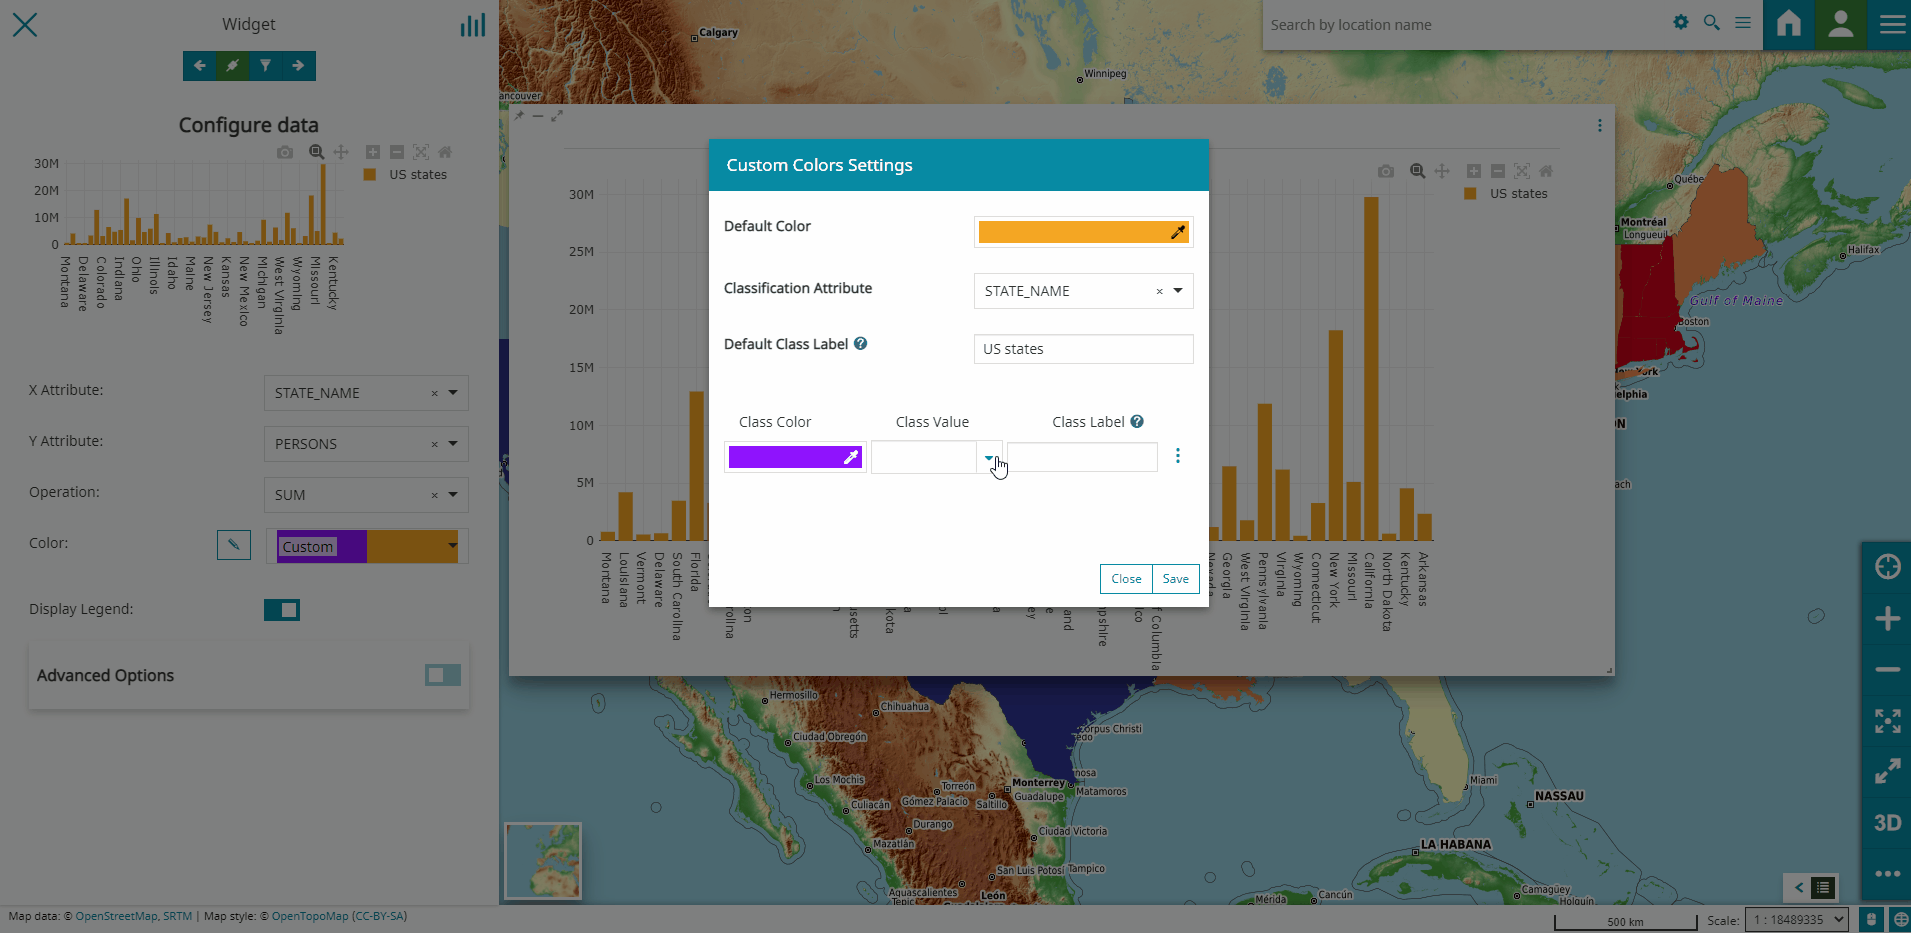 Widget
Configure data
30M
20M
10M
0
US states
Montana
Delaware
Colorado
Indiana
Ohio
Illinois
Idaho
Maine
New Jersey
Kansas
New Mexico
Michigan
West Virginia
Wyoming
Missouri
Kentucky
X Attribute:
STATE_NAME
×
Y Attribute:
PERSONS
×
Operation:
SUM
×
Color:
Custom
Display Legend:
Advanced Options
Search by location name
Calgary
Winnipeg
ancouver
Custom Colors Settings
Default Color
Classification Attribute
STATE_NAME
×
Default Class Label
US states
Class Color
Class Value
Class Label
Close
Save
US states
30M
25M
20M
15M
10M
5M
0
Montana
Louisiana
Vermont
Delaware
South Carolina
Florida
rolina
on
n
usetts
kota
a
ol
a
ey
e
and
pshire
ico
of Columbia
Nevada
Georgia
West Virginia
Pennsylvania
Virginia
Wyoming
Connecticut
New York
Missouri
California
North Dakota
Kentucky
Arkansas
Québec
Montréal
Longueuil
Halifax
Gulf of Maine
Boston
ew York
elphia
ON
ach
Hermosillo
Chihuahua
Ciudad Obregón
Los Mochis
Culiacán
Torreón
Gómez Palacio
Saltillo
Monterrey
Guadalupe
nosa
Matamoros
Corpus Christi
edo
Durango
Mazatlán
Ciudad Victoria
San Luis Potosí
Tampico
Aguascalientes
Tepic
León
Miami
NASSAU
LA HABANA
Mérida
Cancún
Camagüey
Holguín
3D
Map data: © OpenStreetMap, SRTM | Map style: © OpenTopoMap (CC-BY-SA)
500 km
Scale:
1 : 18489335